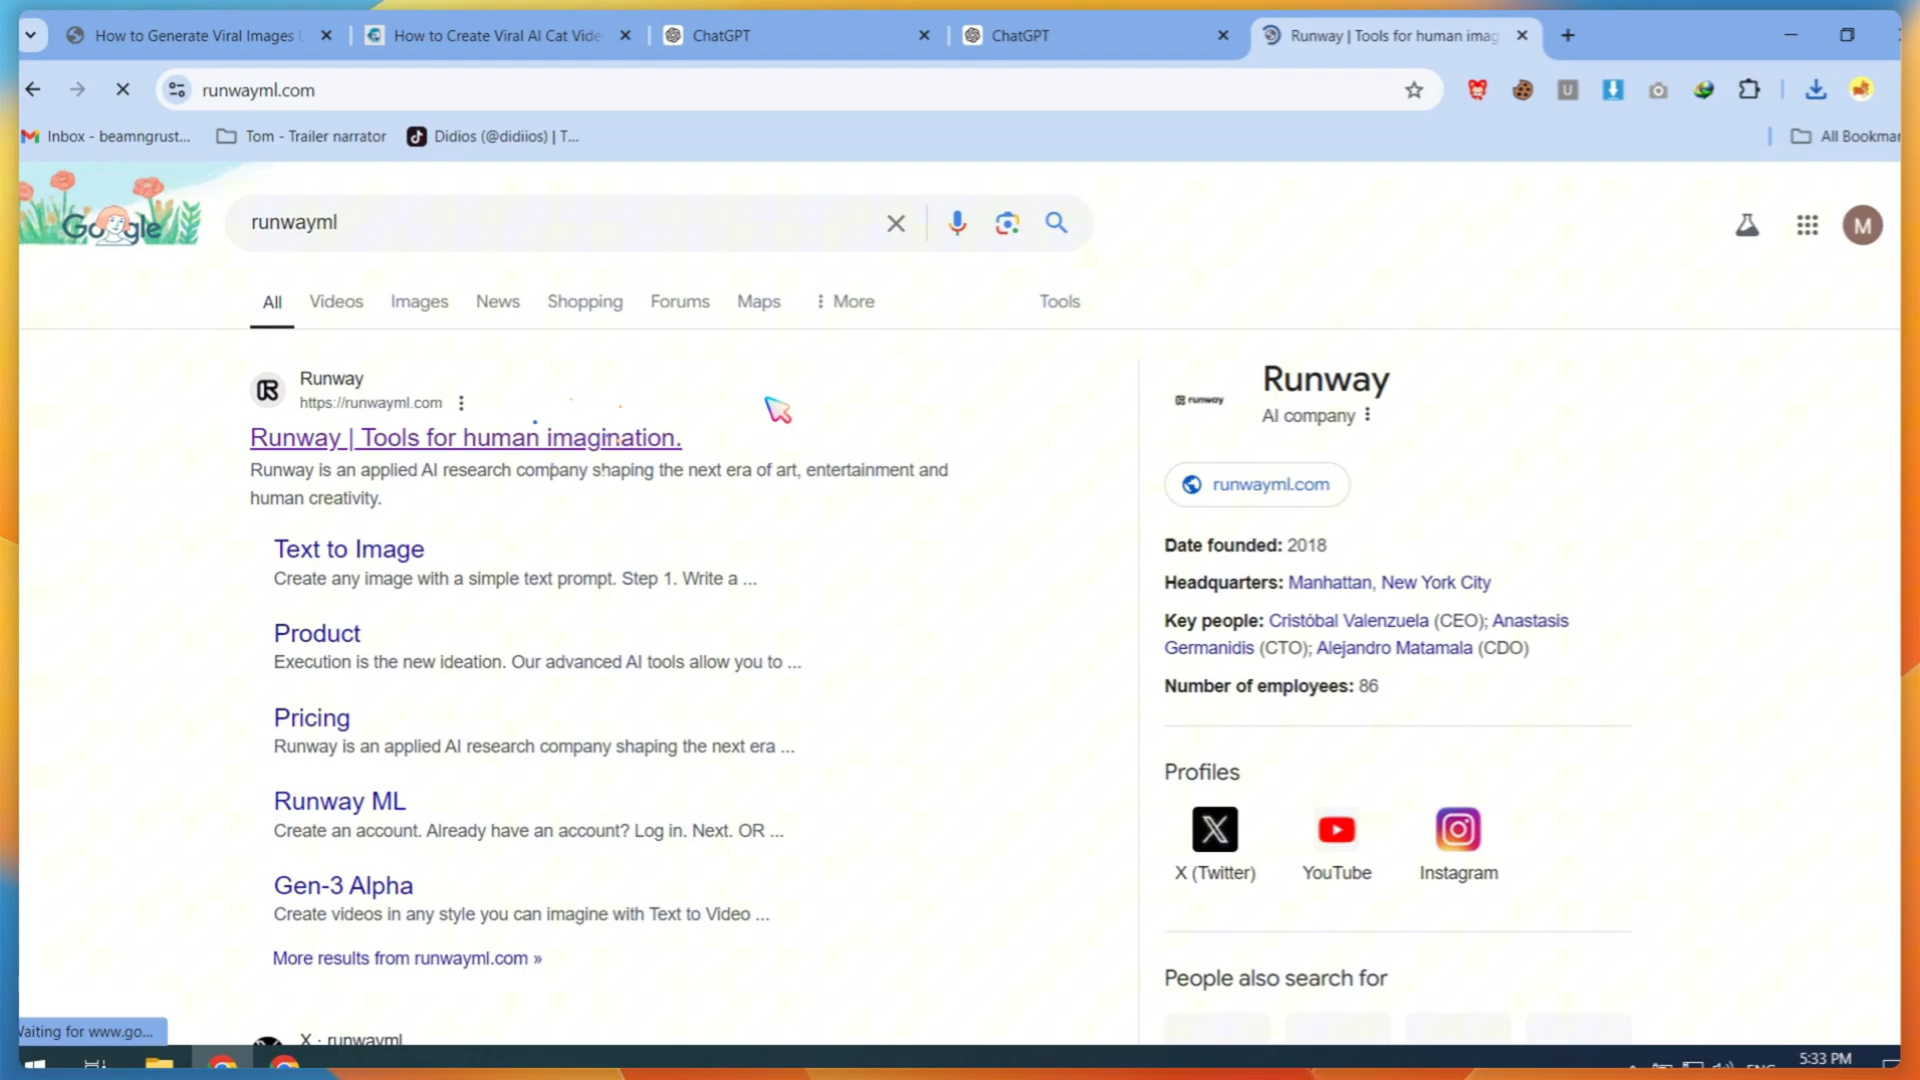 How to Generate Viral Images
How to Create Viral AI Cat Vide
ChatGPT
ChatGPT
Runway | Tools for human imag
runwayml.com
Inbox - beamngrust...
Tom - Trailer narrator
Didios (@didiios) | T...
All Bookmar
Google
runwayml
M
All
Videos
Images
News
Shopping
Forums
Maps
More
Tools
Runway
https://runwayml.com
Runway | Tools for human imagination.
Runway is an applied AI research company shaping the next era of art, entertainment and
human creativity.
Text to Image
Create any image with a simple text prompt. Step 1. Write a ...
Product
Execution is the new ideation. Our advanced AI tools allow you to ...
Pricing
Runway is an applied AI research company shaping the next era ...
Runway ML
Create an account. Already have an account? Log in. Next. OR ...
Gen-3 Alpha
Create videos in any style you can imagine with Text to Video ...
More results from runwayml.com »
X · runwayml
runway
Runway
AI company
runwayml.com
Date founded: 2018
Headquarters: Manhattan, New York City
Key people: Cristóbal Valenzuela (CEO); Anastasis
Germanidis (CTO); Alejandro Matamala (CDO)
Number of employees: 86
Profiles
X (Twitter)
YouTube
Instagram
People also search for
Waiting for www.go...
ENG
5:33 PM